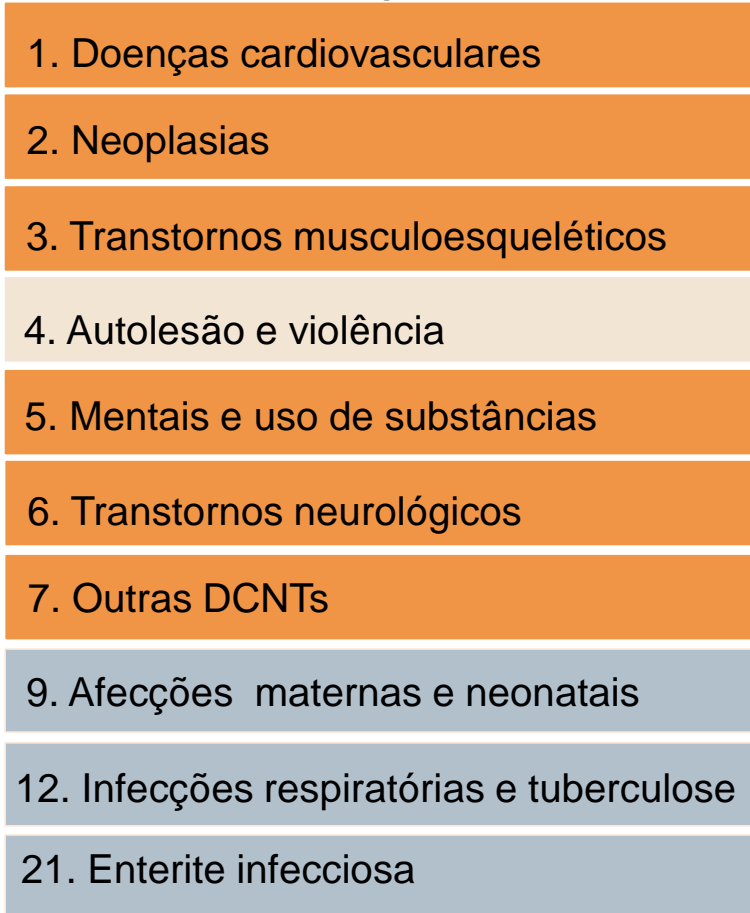 1. Doenças cardiovasculares
2. Neoplasias
3. Transtornos musculoesqueléticos
4. Autolesão e violência
5. Mentais e uso de substâncias
6. Transtornos neurológicos
7. Outras DCNTs
9. Afecções  maternas e neonatais
12. Infecções respiratórias e tuberculose
21. Enterite infecciosa